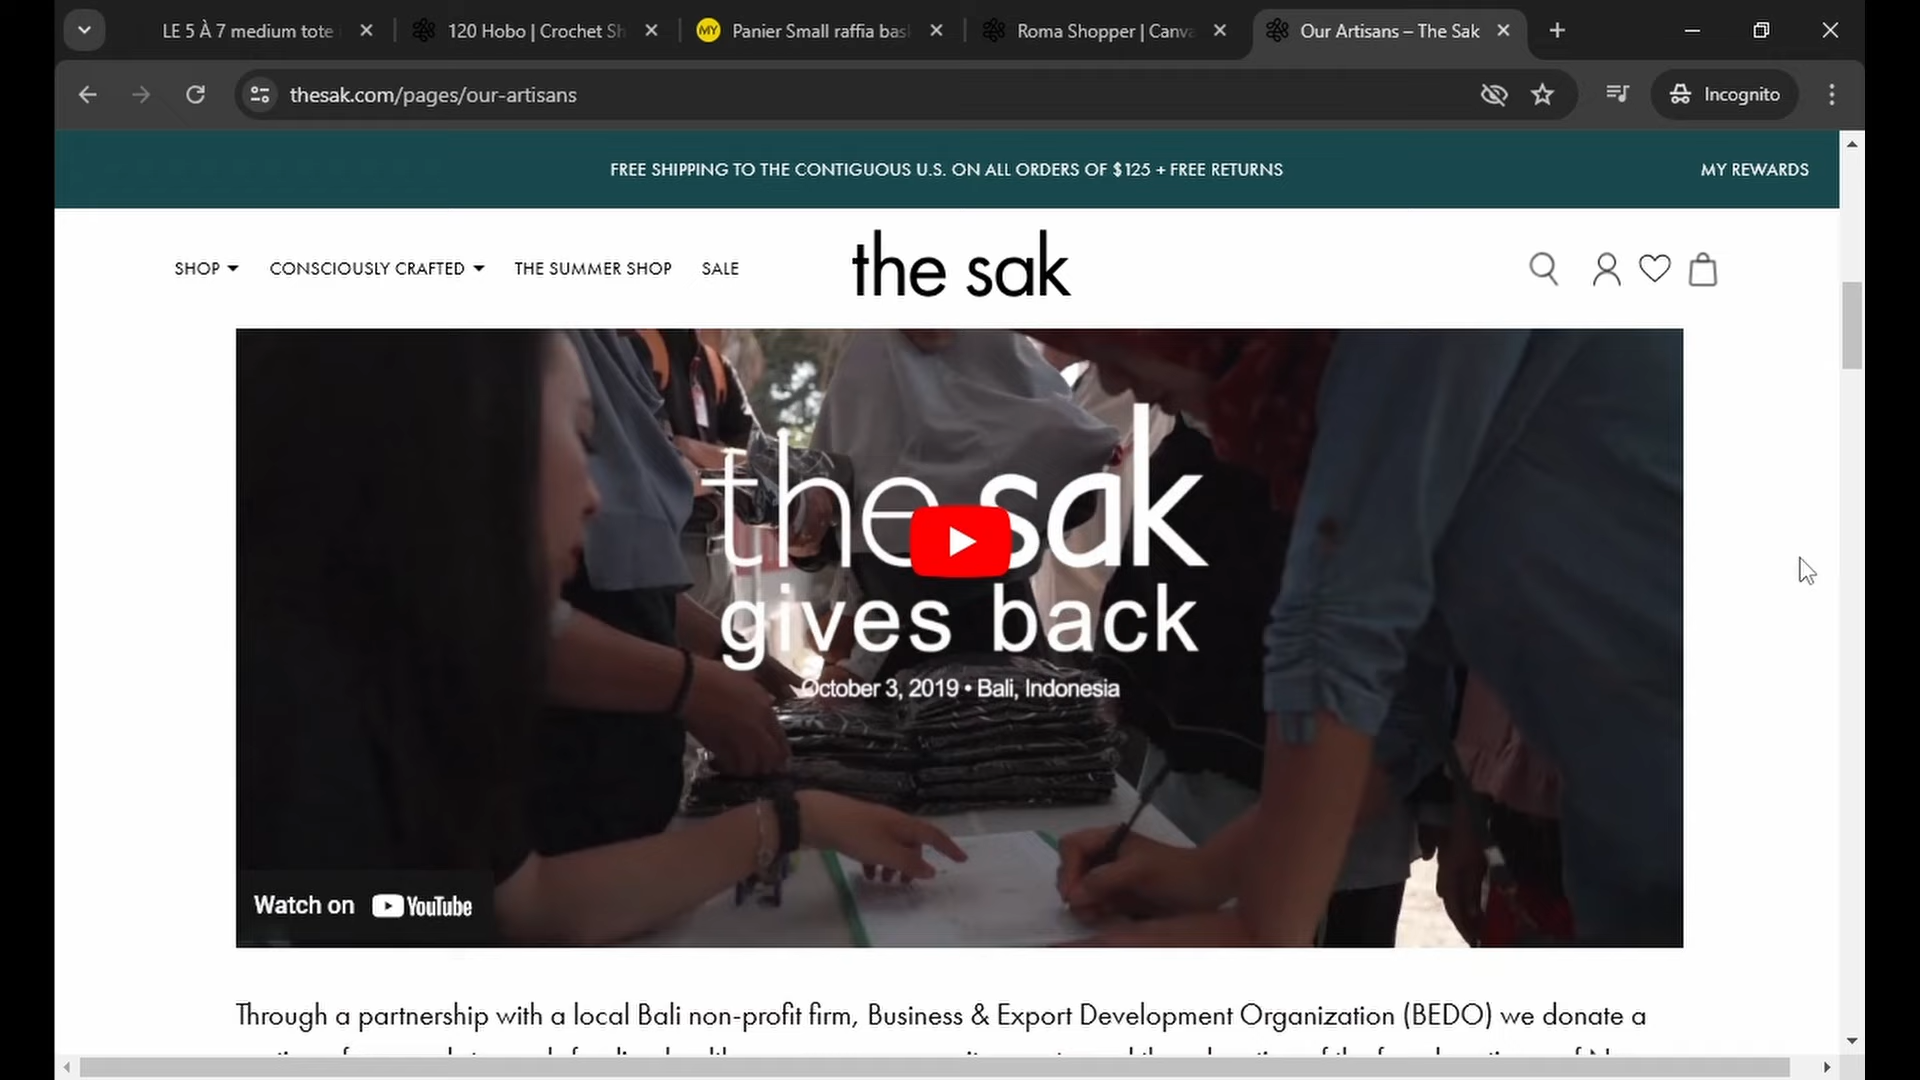 LE 5 À 7 medium tote
120 Hobo | Crochet Sh
MY
Panier Small raffia bas
Roma Shopper | Canva
Our Artisans – The Sak
thesak.com/pages/our-artisans
Incognito
FREE SHIPPING TO THE CONTIGUOUS U.S. ON ALL ORDERS OF $125 + FREE RETURNS
MY REWARDS
SHOP
CONSCIOUSLY CRAFTED
THE SUMMER SHOP
SALE
the sak
the sak
gives back
October 3, 2019 • Bali, Indonesia
Watch on YouTube
Through a partnership with a local Bali non-profit firm, Business & Export Development Organization (BEDO) we donate a